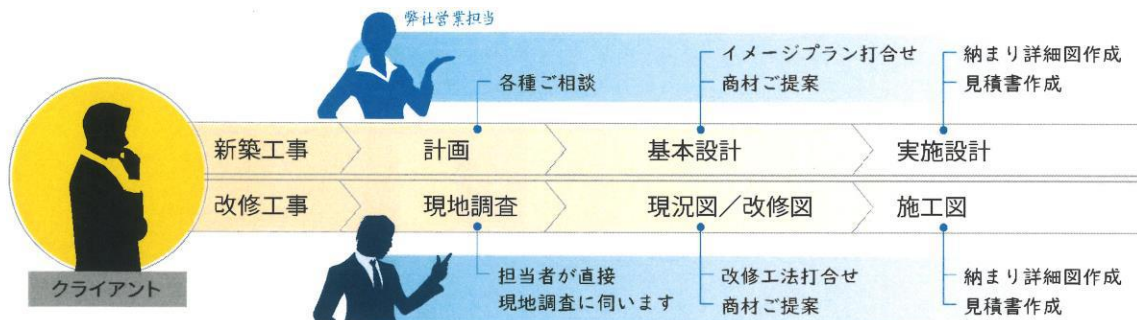 弊社営業担当
各種ご相談
イメージプラン打合せ
商材ご提案
納まり詳細図作成
見積書作成
新築工事
計画
基本設計
実施設計
改修工事
現地調査
現況図／改修図
施工図
クライアント
担当者が直接
現地調査に伺います
改修工法打合せ
商材ご提案
納まり詳細図作成
見積書作成